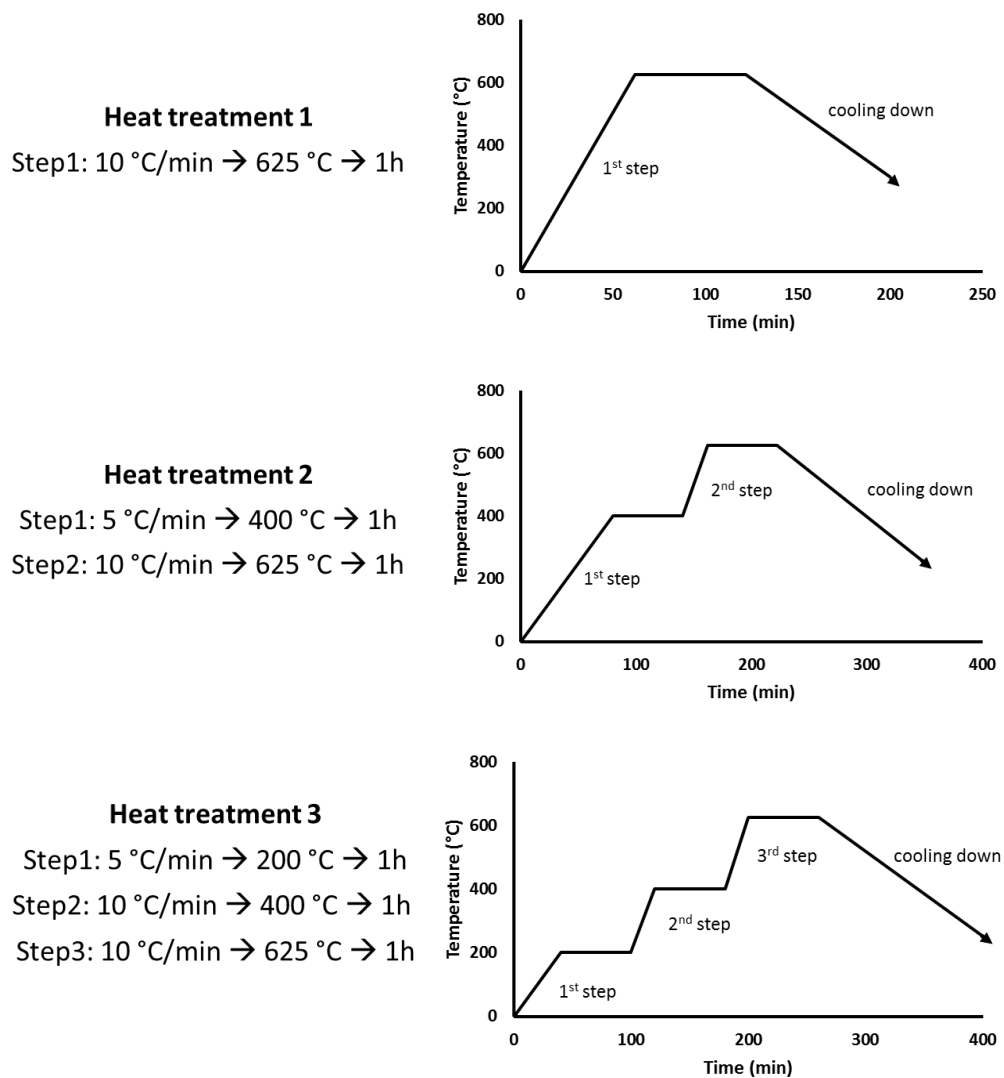 Heat treatment 1
Step1: 10 °C/min → 625 °C → 1h
Temperature (°C)
800
600
400
200
0
1st step
cooling down
0 50 100 150 200 250
Time (min)
Heat treatment 2
Step1: 5 °C/min → 400 °C → 1h
Step2: 10 °C/min → 625 °C → 1h
Temperature (°C)
800
600
400
200
0
1st step
2nd step
cooling down
0 100 200 300 400
Time (min)
Heat treatment 3
Step1: 5 °C/min → 200 °C → 1h
Step2: 10 °C/min → 400 °C → 1h
Step3: 10 °C/min → 625 °C → 1h
Temperature (°C)
800
600
400
200
0
1st step
2nd step
3rd step
cooling down
0 100 200 300 400
Time (min)